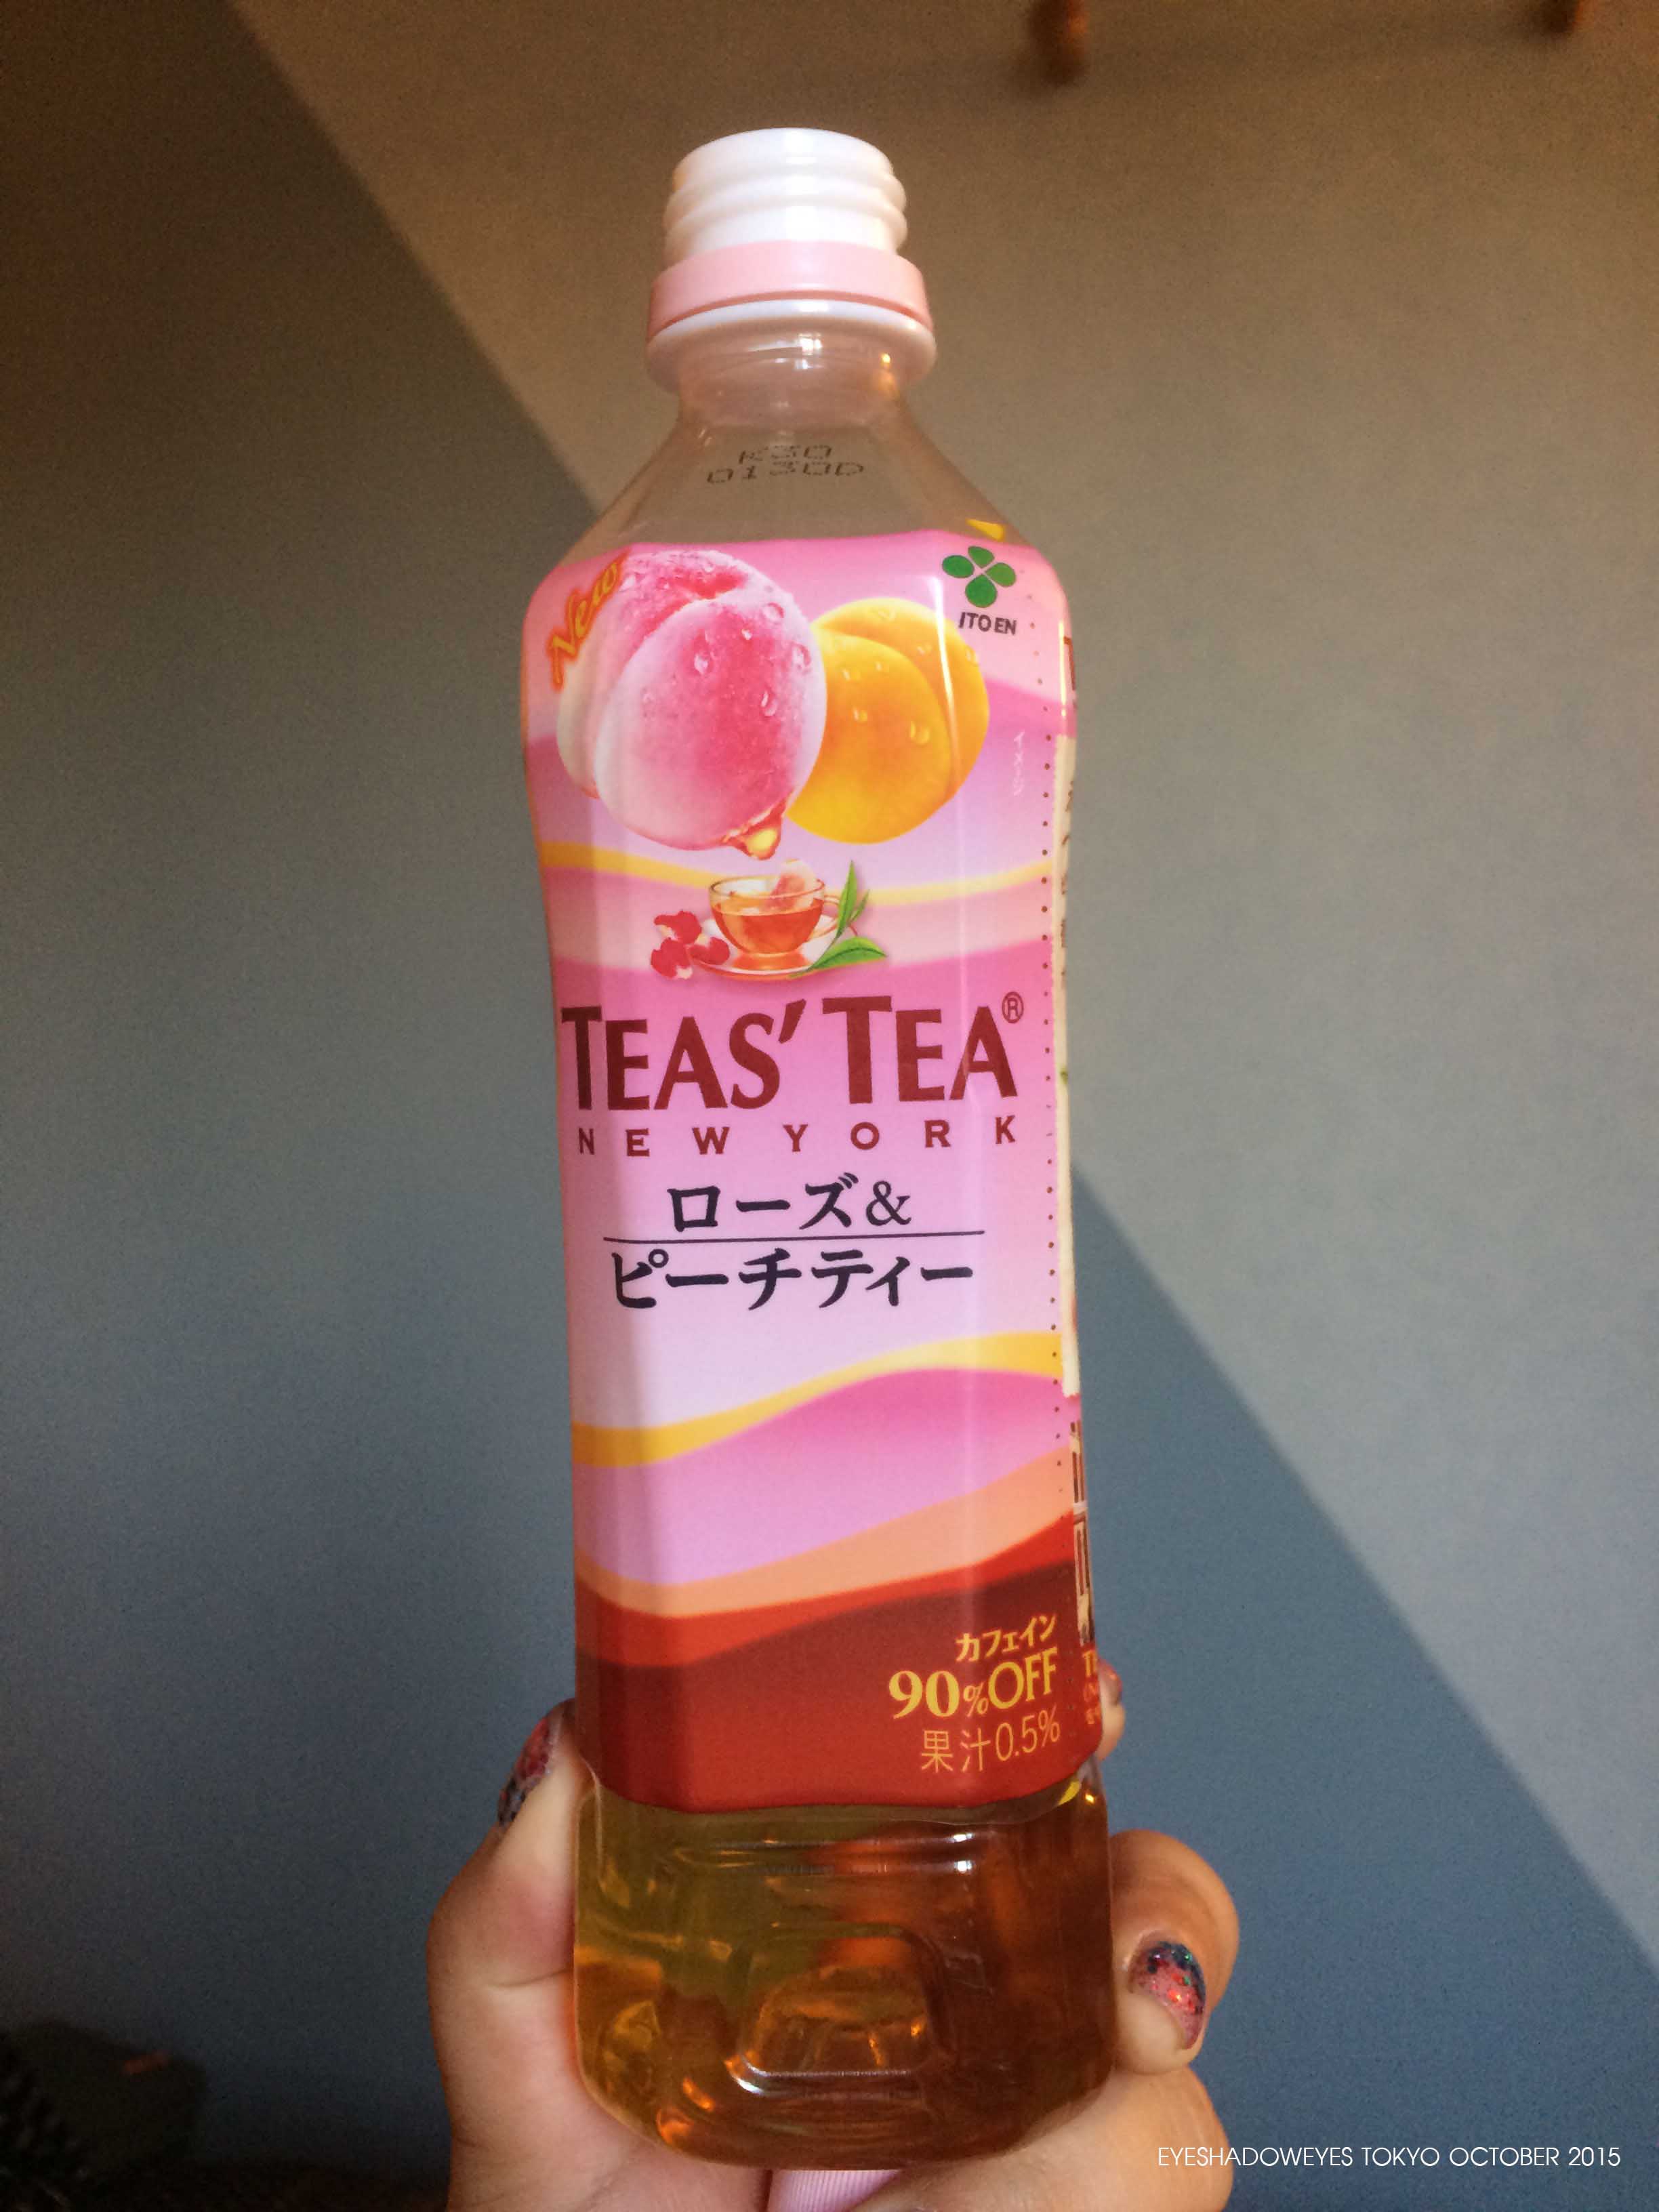 0130D
New
ITO EN
TEAS' TEA®
NEW YORK
ローズ&
ピーチティー
カフェイン
90%OFF
果汁0.5%
EYESHADOWEYES TOKYO OCTOBER 2015